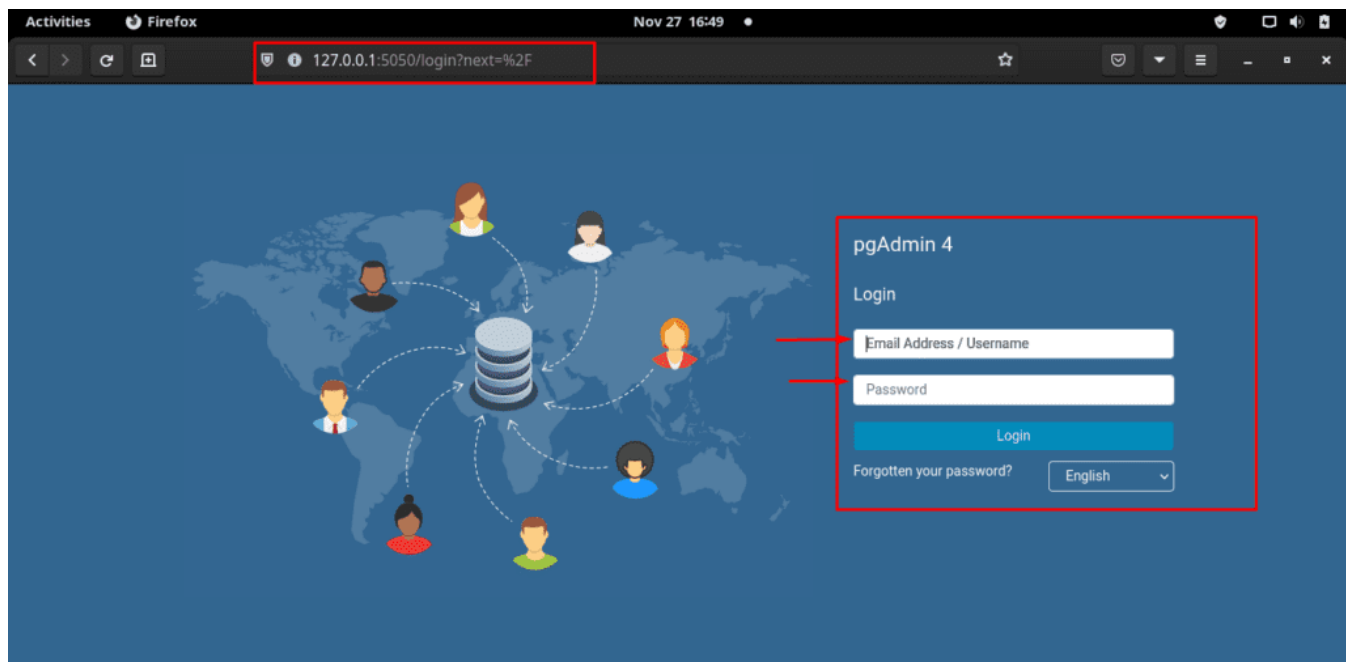 Activities Firefox Nov 27 16:49
127.0.0.1:5050/login?next=%2F
pgAdmin 4
Login
Email Address / Username
Password
Login
Forgotten your password? English